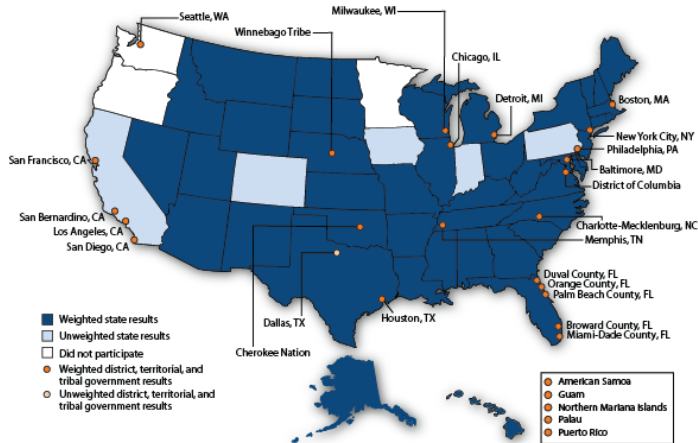 Seattle, WA
Milwaukee, WI
Winnebago Tribe
Chicago, IL
Detroit, MI
Boston, MA
New York City, NY
Philadelphia, PA
Baltimore, MD
District of Columbia
San Francisco, CA
San Bernardino, CA
Los Angeles, CA
San Diego, CA
Charlotte-Mecklenburg, NC
Memphis, TN
Duval County, FL
Orange County, FL
Palm Beach County, FL
Broward County, FL
Miami-Dade County, FL
Houston, TX
Dallas, TX
Cherokee Nation
Weighted state results
Unweighted state results
Did not participate
Weighted district, territorial, and
tribal government results
Unweighted district, territorial, and
tribal government results
American Samoa
Guam
Northern Mariana Islands
Palau
Puerto Rico